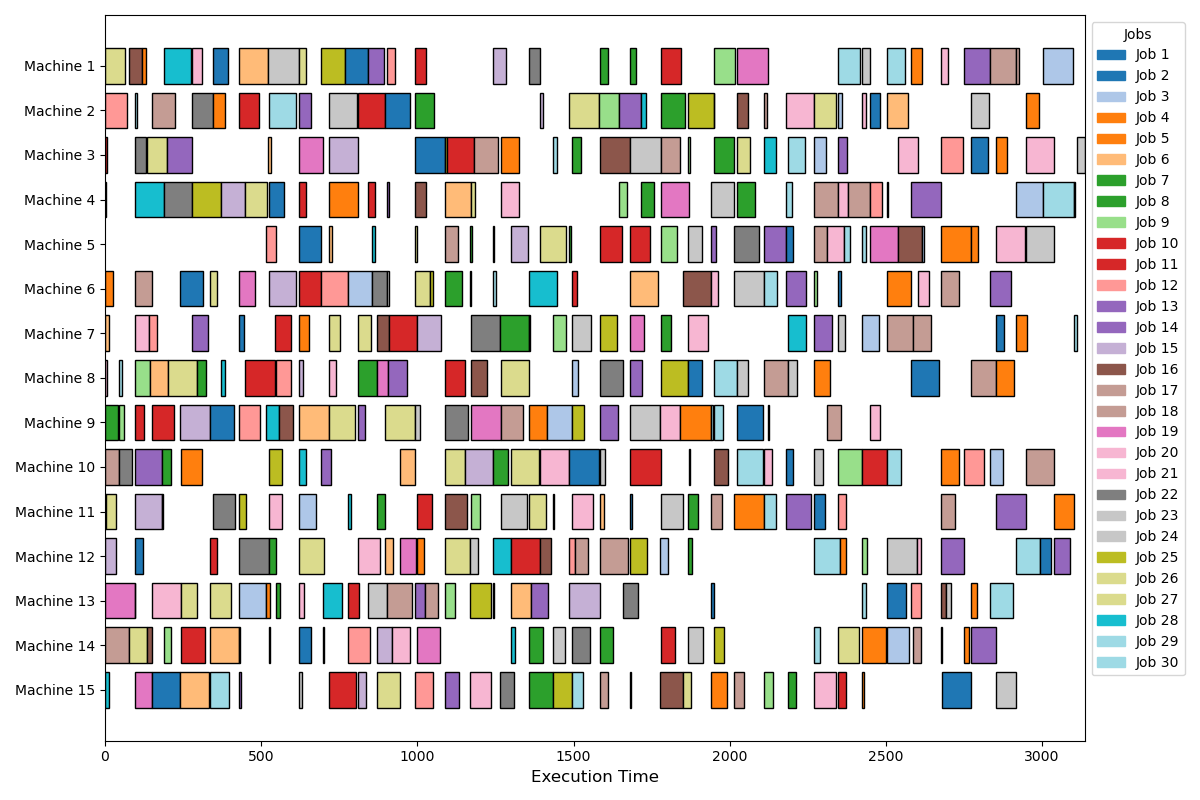 Machine 1
Machine 2
Machine 3
Machine 4
Machine 5
Machine 6
Machine 7
Machine 8
Machine 9
Machine 10
Machine 11
Machine 12
Machine 13
Machine 14
Machine 15
0 500 1000 1500 2000 2500 3000
Execution Time
Jobs
Job 1
Job 2
Job 3
Job 4
Job 5
Job 6
Job 7
Job 8
Job 9
Job 10
Job 11
Job 12
Job 13
Job 14
Job 15
Job 16
Job 17
Job 18
Job 19
Job 20
Job 21
Job 22
Job 23
Job 24
Job 25
Job 26
Job 27
Job 28
Job 29
Job 30